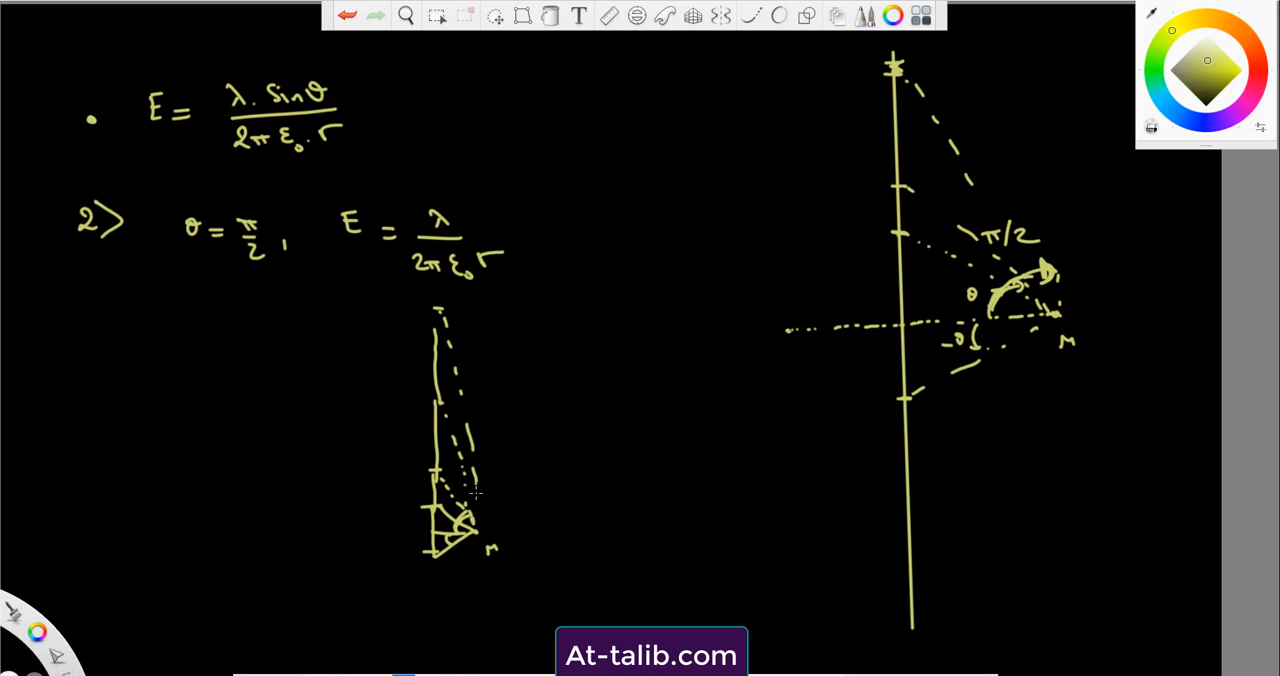 E = λ. sinθ / 2π ε₀. r
2> θ = π/2 , E = λ / 2π ε₀ r
π/2
θ
-θ
M
M
At-talib.com